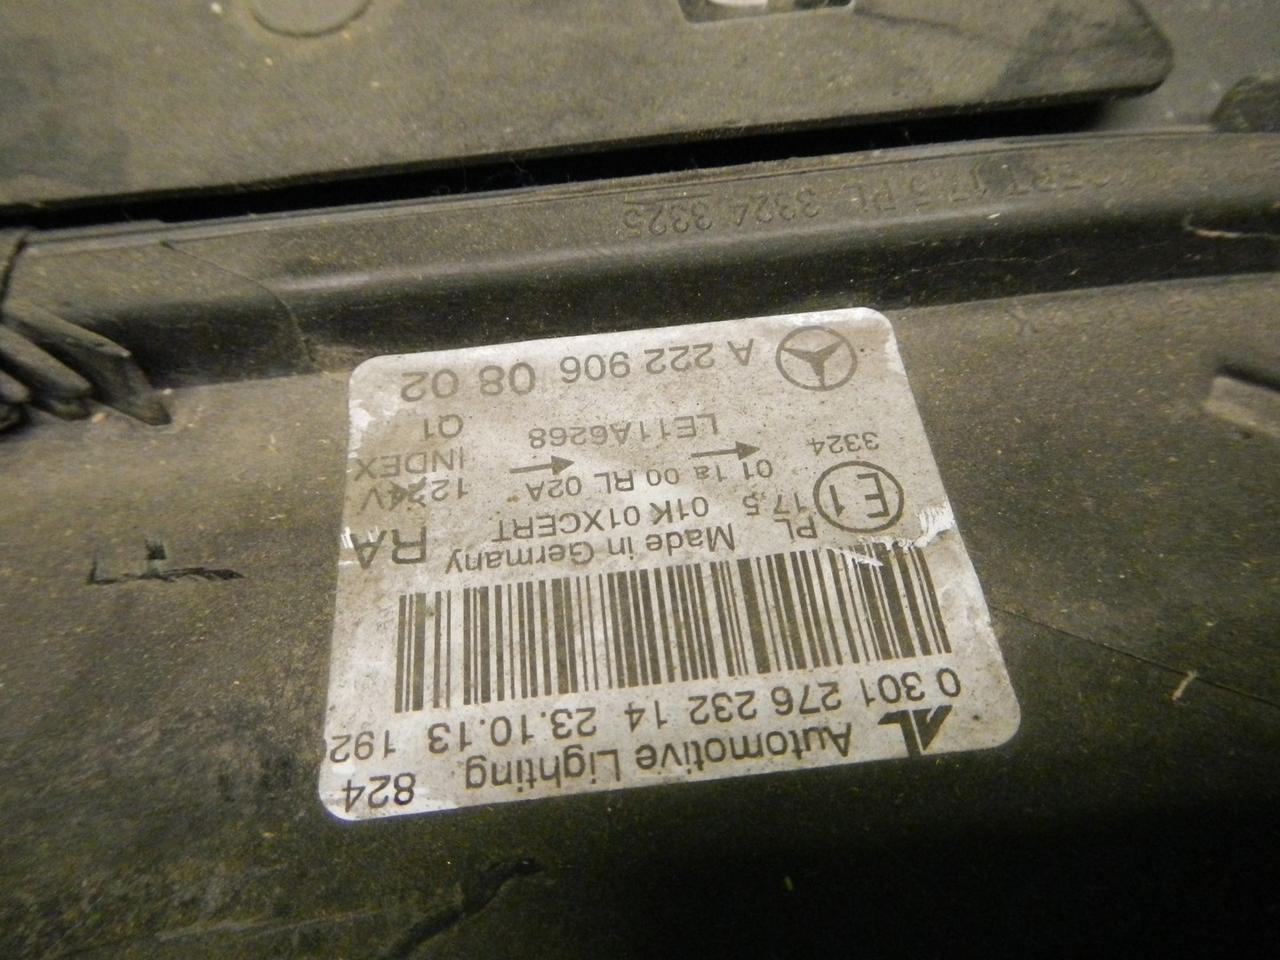 Automotive Lighting 824
0 301 276 232 14 23.10.13 192
Made in Germany RA
PL 01K 01XCERT
E1 17.5 01 1a 00 RL 02A 1224V
INDEX
3324 LE11A6268 Q1
A 222 906 08 02
17.5 PL 3324 3325